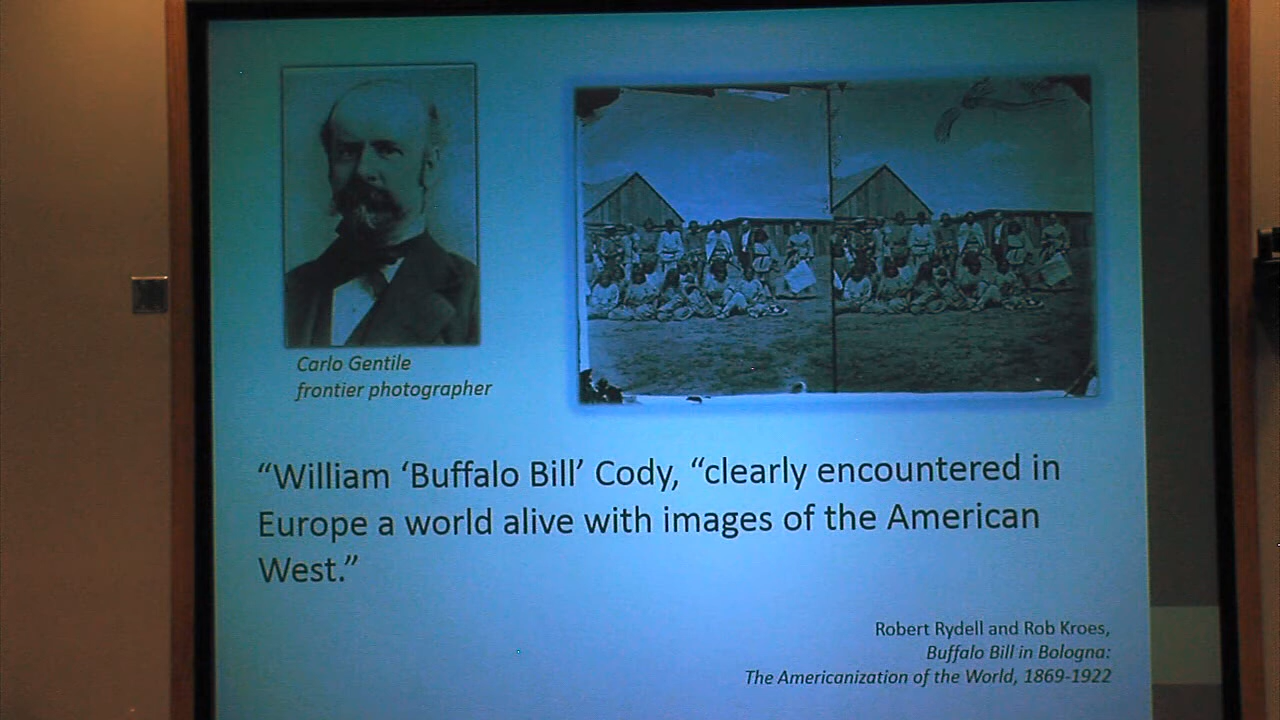 Carlo Gentile
frontier photographer
“William ‘Buffalo Bill’ Cody, “clearly encountered in
Europe a world alive with images of the American
West.”
Robert Rydell and Rob Kroes,
Buffalo Bill in Bologna:
The Americanization of the World, 1869-1922